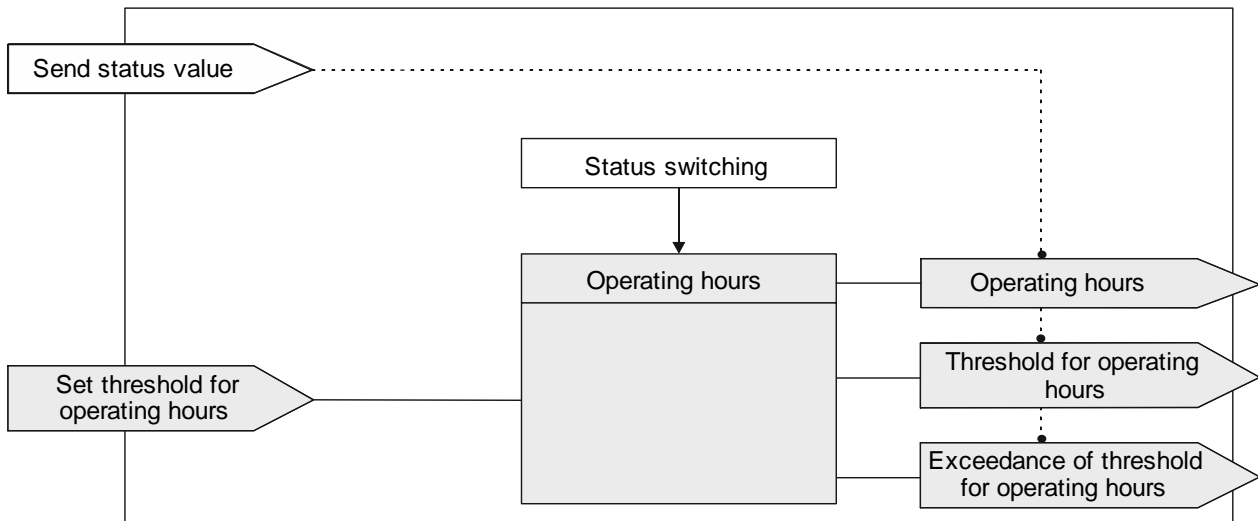 Send status value
Status switching
Operating hours
Operating hours
Threshold for operating
hours
Set threshold for
operating hours
Exceedance of threshold
for operating hours